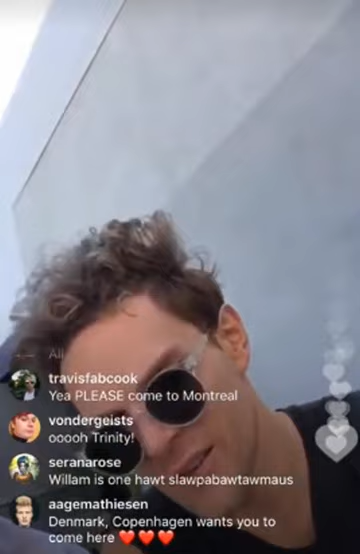 All
travisfabcook
Yea PLEASE come to Montreal
vondergeists
ooooh Trinity!
seranarose
Willam is one hawt slawpabawtawmaus
aagemathiesen
Denmark, Copenhagen wants you to
come here ❤️❤️❤️